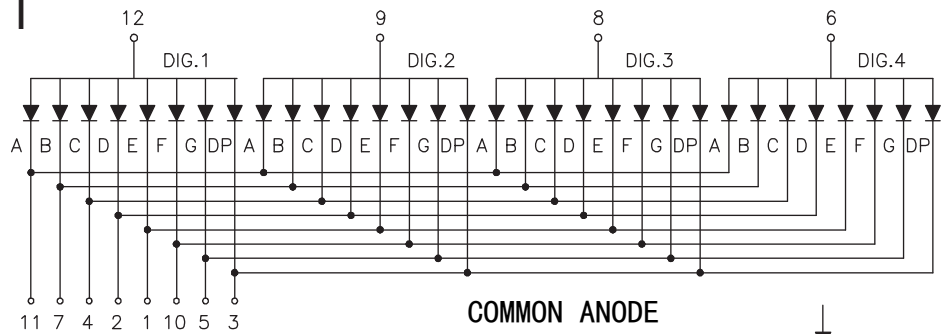 12 9 8 6
DIG.1 DIG.2 DIG.3 DIG.4
A B C D E F G DP A B C D E F G DP A B C D E F G DP A B C D E F G DP
11 7 4 2 1 10 5 3
COMMON ANODE